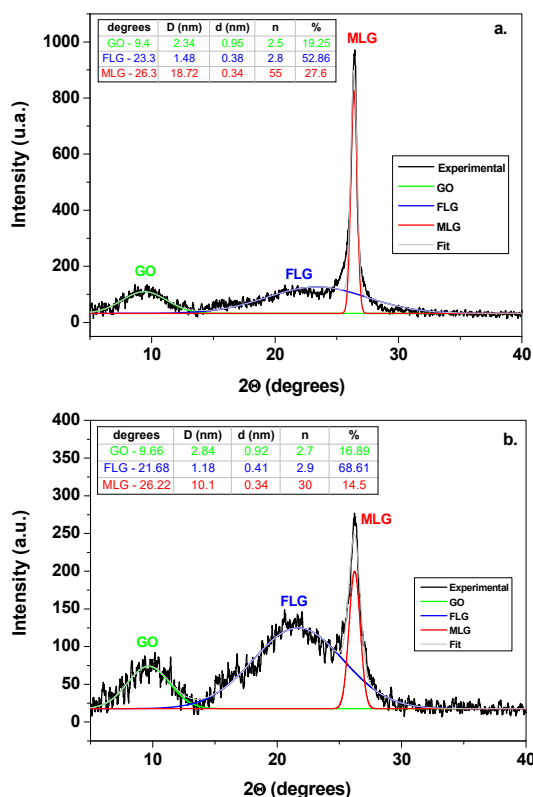 a.
degrees D (nm) d (nm) n %
GO - 9.4 2.34 0.95 2.5 19.25
FLG - 23.3 1.48 0.38 2.8 52.86
MLG - 26.3 18.72 0.34 55 27.6
MLG
1000
800
600
400
200
0
Intensity (u.a.)
Experimental
GO
FLG
MLG
Fit
GO
FLG
10 20 30 40
2Θ (degrees)
b.
degrees D (nm) d (nm) n %
GO - 9.66 2.84 0.92 2.7 16.89
FLG - 21.68 1.18 0.41 2.9 68.61
MLG - 26.22 10.1 0.34 30 14.5
MLG
400
350
300
250
200
150
100
50
0
Intensity (a.u.)
Experimental
GO
FLG
MLG
Fit
FLG
GO
10 20 30 40
2Θ (degrees)